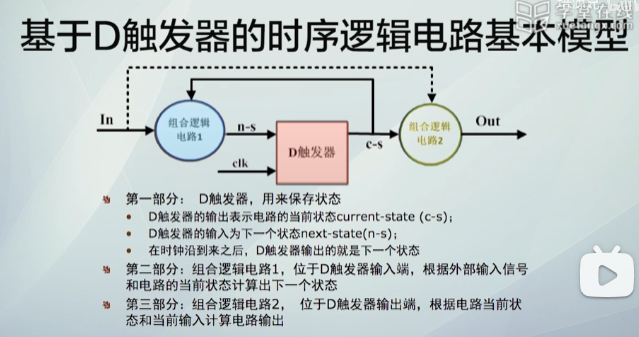 学堂在线
基于D触发器的时序逻辑电路基本模型
In
组合逻辑
电路1
n-s
clk
D触发器
c-s
组合逻辑
电路2
Out
第一部分： D触发器，用来保存状态
D触发器的输出表示电路的当前状态current-state (c-s)；
D触发器的输入为下一个状态next-state(n-s)；
在时钟沿到来之后，D触发器输出的就是下一个状态
第二部分：组合逻辑电路1，位于D触发器输入端，根据外部输入信号
和电路的当前状态计算出下一个状态
第三部分：组合逻辑电路2， 位于D触发器输出端，根据电路当前状
态和当前输入计算电路输出